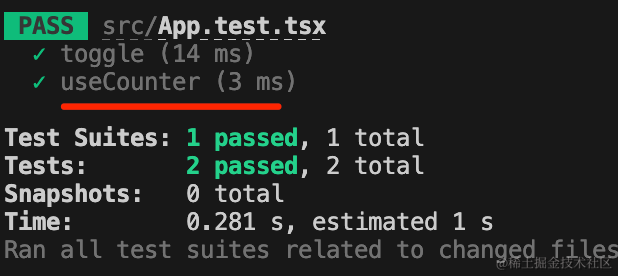 PASS src/App.test.tsx
✓ toggle (14 ms)
✓ useCounter (3 ms)
Test Suites: 1 passed, 1 total
Tests: 2 passed, 2 total
Snapshots: 0 total
Time: 0.281 s, estimated 1 s
Ran all test suites related to changed files
@稀土掘金技术社区